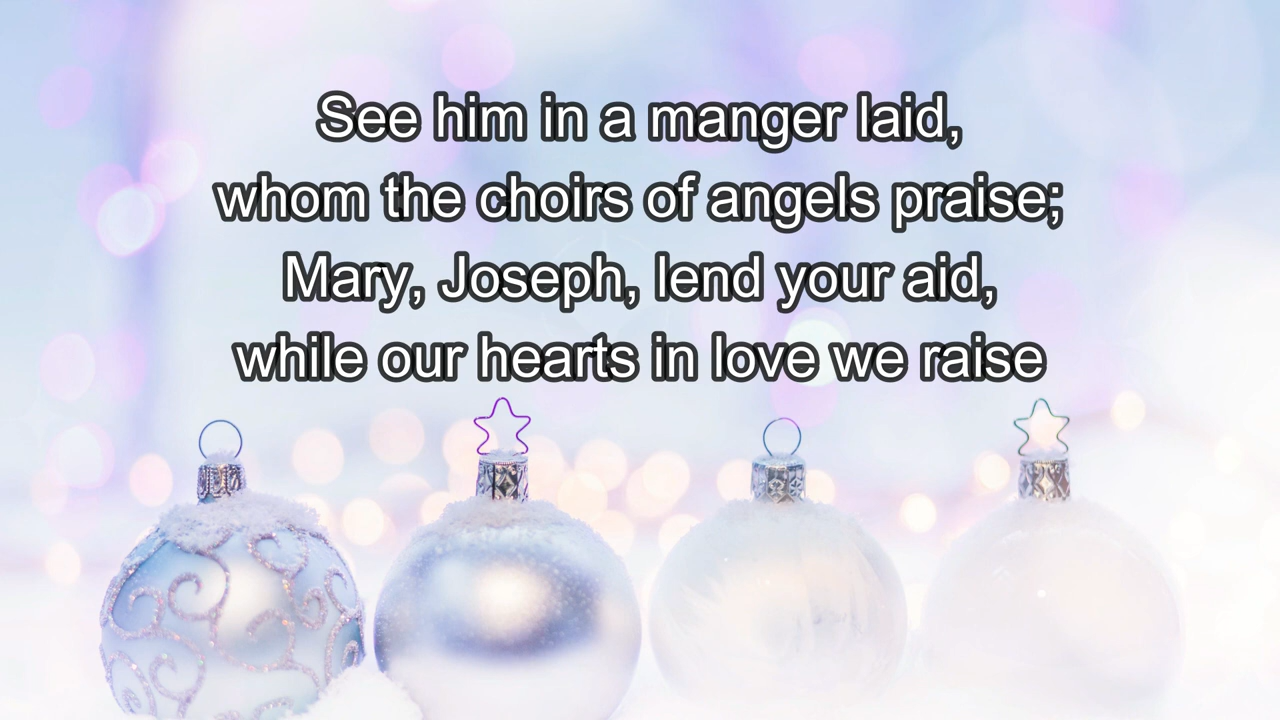 See him in a manger laid,
whom the choirs of angels praise;
Mary, Joseph, lend your aid,
while our hearts in love we raise